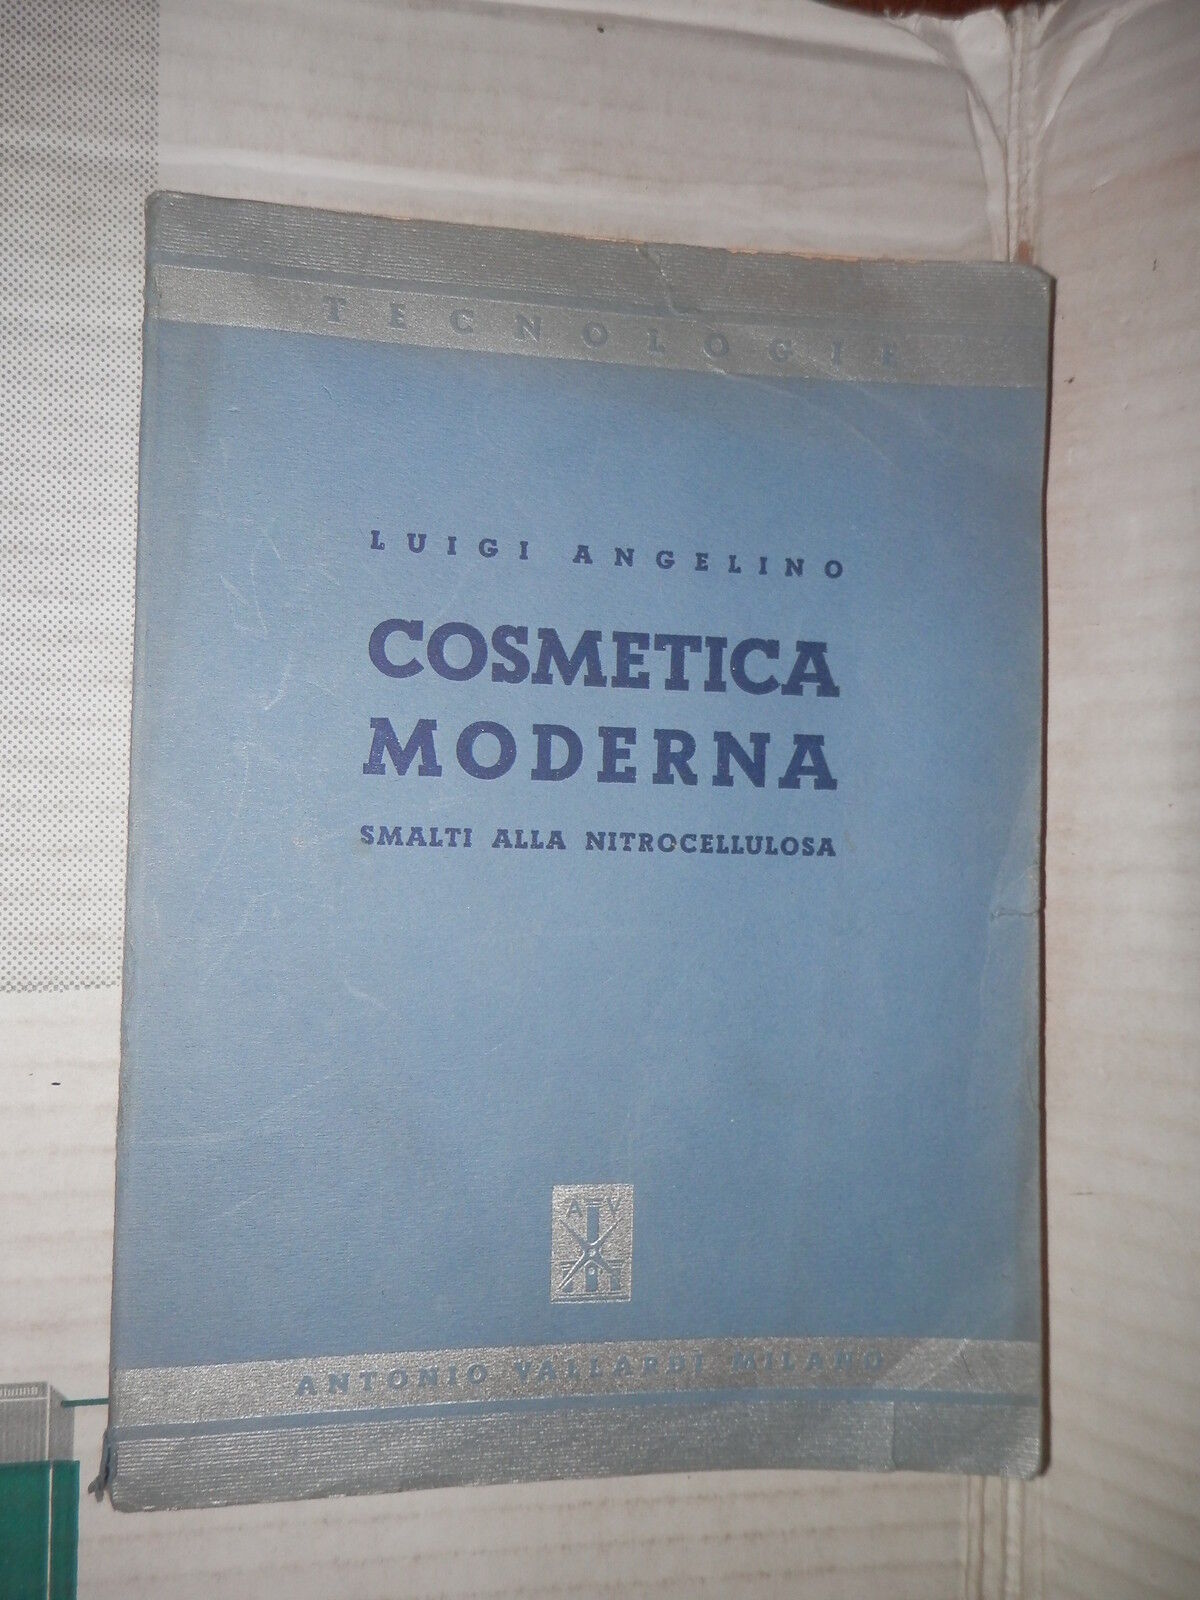 TECNOLOGIE
LUIGI ANGELINO
COSMETICA
MODERNA
SMALTI ALLA NITROCELLULOSA
A V
ANTONIO VALLARDI MILANO